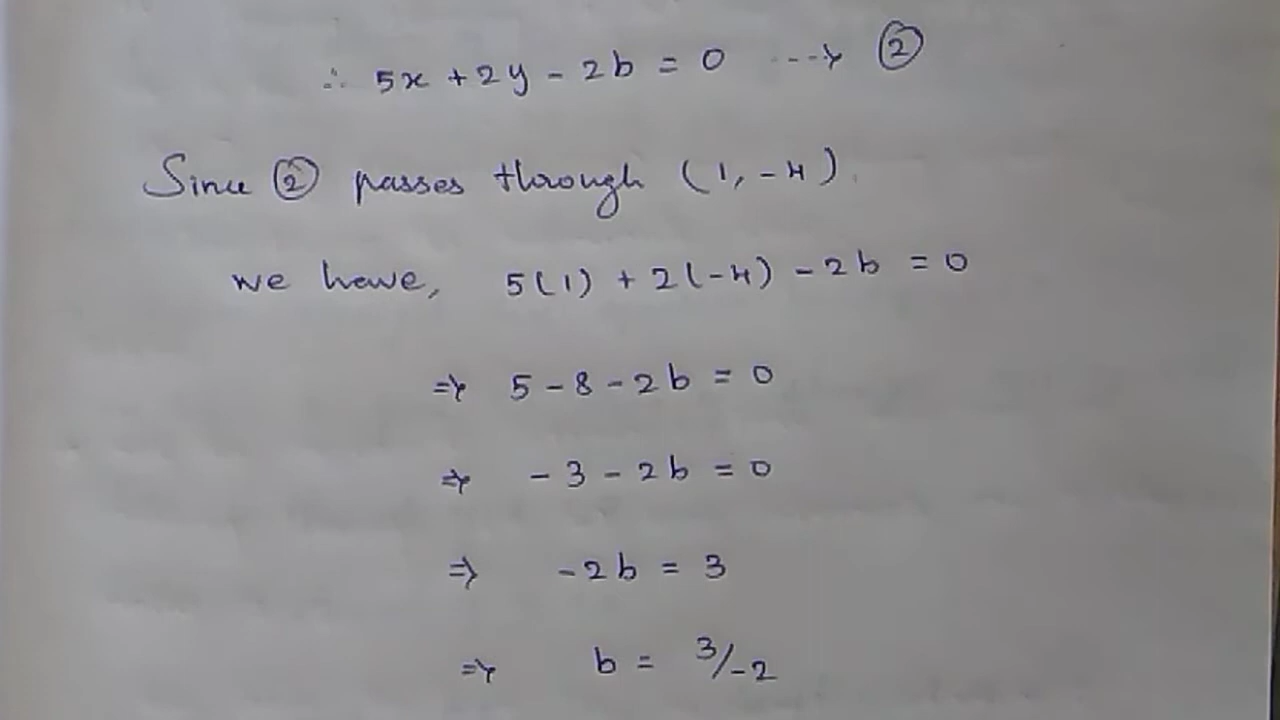 ∴ 5x + 2y - 2b = 0 ---> ②
Since ② passes through (1, -4).
we have, 5(1) + 2(-4) - 2b = 0
=> 5 - 8 - 2b = 0
=> - 3 - 2b = 0
=> -2b = 3
=> b = 3/-2